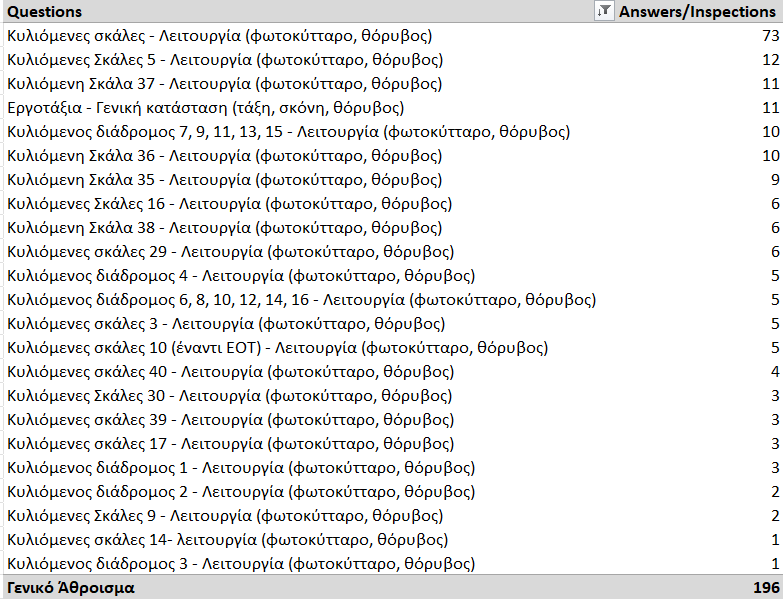 Questions Answers/Inspections
Κυλιόμενες σκάλες - Λειτουργία (φωτοκύτταρο, θόρυβος) 73
Κυλιόμενες Σκάλες 5 - Λειτουργία (φωτοκύτταρο, θόρυβος) 12
Κυλιόμενη Σκάλα 37 - Λειτουργία (φωτοκύτταρο, θόρυβος) 11
Εργοτάξια - Γενική κατάσταση (τάξη, σκόνη, θόρυβος) 11
Κυλιόμενος διάδρομος 7, 9, 11, 13, 15 - Λειτουργία (φωτοκύτταρο, θόρυβος) 10
Κυλιόμενη Σκάλα 36 - Λειτουργία (φωτοκύτταρο, θόρυβος) 10
Κυλιόμενη Σκάλα 35 - Λειτουργία (φωτοκύτταρο, θόρυβος) 9
Κυλιόμενες Σκάλες 16 - Λειτουργία (φωτοκύτταρο, θόρυβος) 6
Κυλιόμενη Σκάλα 38 - Λειτουργία (φωτοκύτταρο, θόρυβος) 6
Κυλιόμενες σκάλες 29 - Λειτουργία (φωτοκύτταρο, θόρυβος) 6
Κυλιόμενος διάδρομος 4 - Λειτουργία (φωτοκύτταρο, θόρυβος) 5
Κυλιόμενος διάδρομος 6, 8, 10, 12, 14, 16 - Λειτουργία (φωτοκύτταρο, θόρυβος) 5
Κυλιόμενες σκάλες 3 - Λειτουργία (φωτοκύτταρο, θόρυβος) 5
Κυλιόμενες σκάλες 10 (έναντι ΕΟΤ) - Λειτουργία (φωτοκύτταρο, θόρυβος) 5
Κυλιόμενες σκάλες 40 - Λειτουργία (φωτοκύτταρο, θόρυβος) 4
Κυλιόμενες Σκάλες 30 - Λειτουργία (φωτοκύτταρο, θόρυβος) 3
Κυλιόμενες σκάλες 39 - Λειτουργία (φωτοκύτταρο, θόρυβος) 3
Κυλιόμενες σκάλες 17 - Λειτουργία (φωτοκύτταρο, θόρυβος) 3
Κυλιόμενος διάδρομος 1 - Λειτουργία (φωτοκύτταρο, θόρυβος) 3
Κυλιόμενος διάδρομος 2 - Λειτουργία (φωτοκύτταρο, θόρυβος) 2
Κυλιόμενες Σκάλες 9 - Λειτουργία (φωτοκύτταρο, θόρυβος) 2
Κυλιόμενες σκάλες 14- λειτουργία (φωτοκύτταρο, θόρυβος) 1
Κυλιόμενος διάδρομος 3 - Λειτουργία (φωτοκύτταρο, θόρυβος) 1
Γενικό Άθροισμα 196